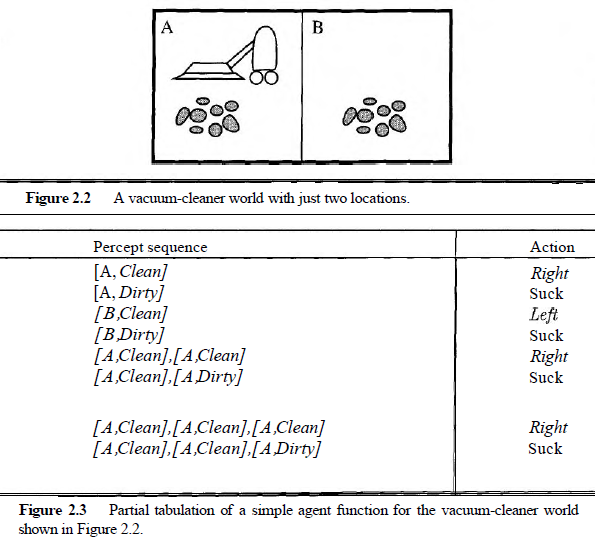 A B
Figure 2.2 A vacuum-cleaner world with just two locations.
Percept sequence Action
[A, Clean] Right
[A, Dirty] Suck
[B,Clean] Left
[B,Dirty] Suck
[A,Clean],[A,Clean] Right
[A,Clean],[A,Dirty] Suck
[A,Clean],[A,Clean],[A,Clean] Right
[A,Clean],[A,Clean],[A,Dirty] Suck
Figure 2.3 Partial tabulation of a simple agent function for the vacuum-cleaner world
shown in Figure 2.2.